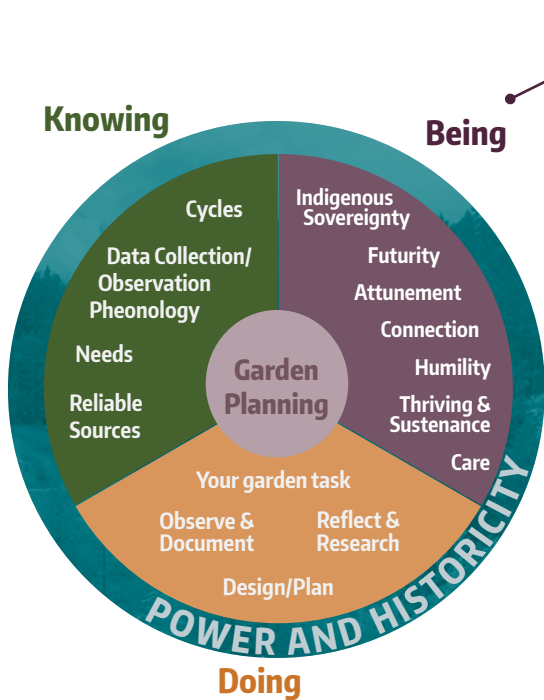 Knowing
Being
Cycles
Data Collection/
Observation
Pheonology
Needs
Reliable
Sources
Indigenous
Sovereignty
Futurity
Attunement
Connection
Humility
Thriving &
Sustenance
Care
Garden
Planning
Your garden task
Observe &
Document
Reflect &
Research
Design/Plan
POWER AND HISTORICITY
Doing